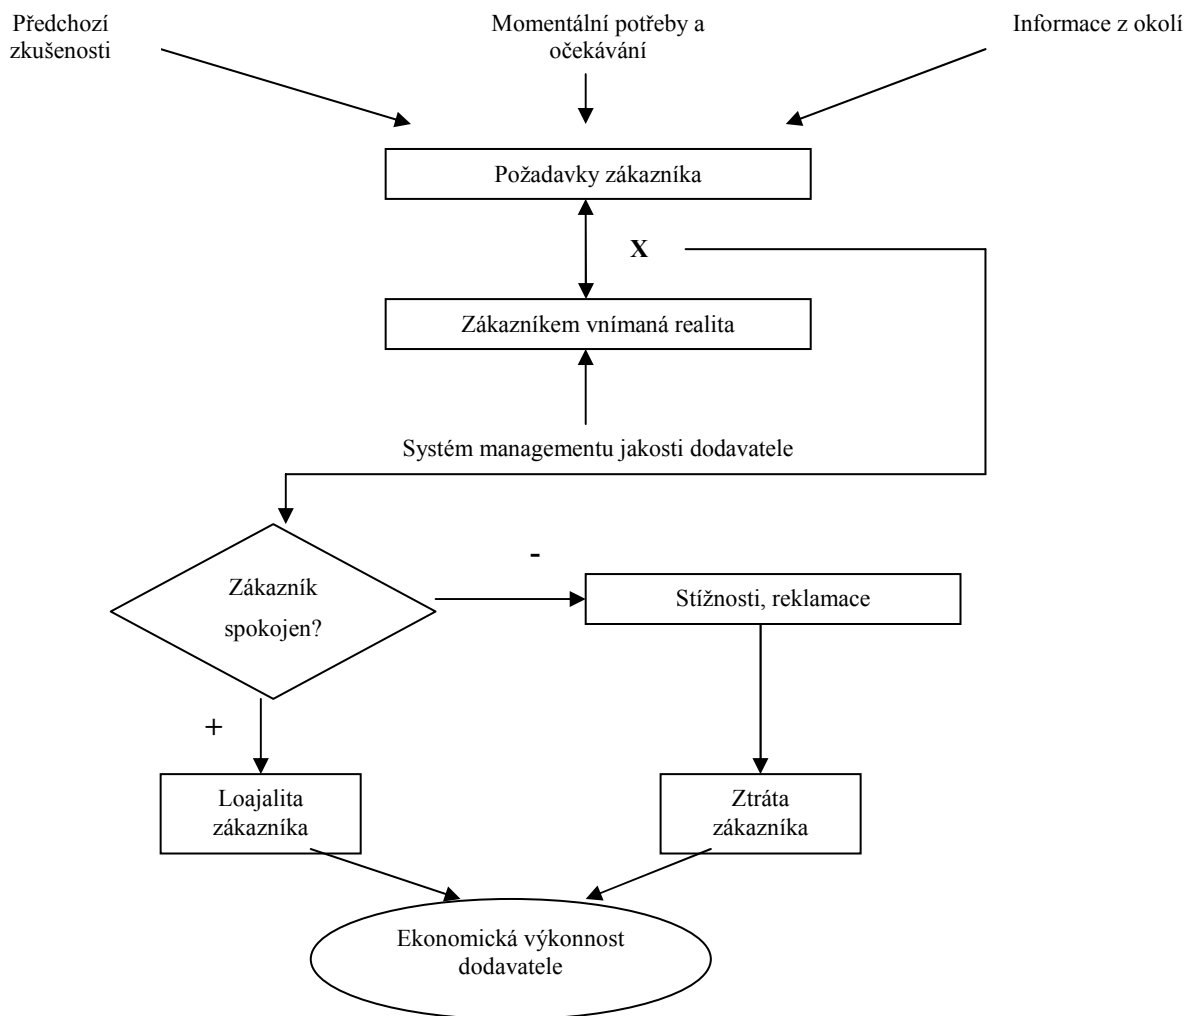 Předchozí
zkušenosti
Momentální potřeby a
očekávání
Informace z okolí
Požadavky zákazníka
X
Zákazníkem vnímaná realita
Systém managementu jakosti dodavatele
Zákazník
spokojen?
-
Stížnosti, reklamace
+
Loajalita
zákazníka
Ztráta
zákazníka
Ekonomická výkonnost
dodavatele